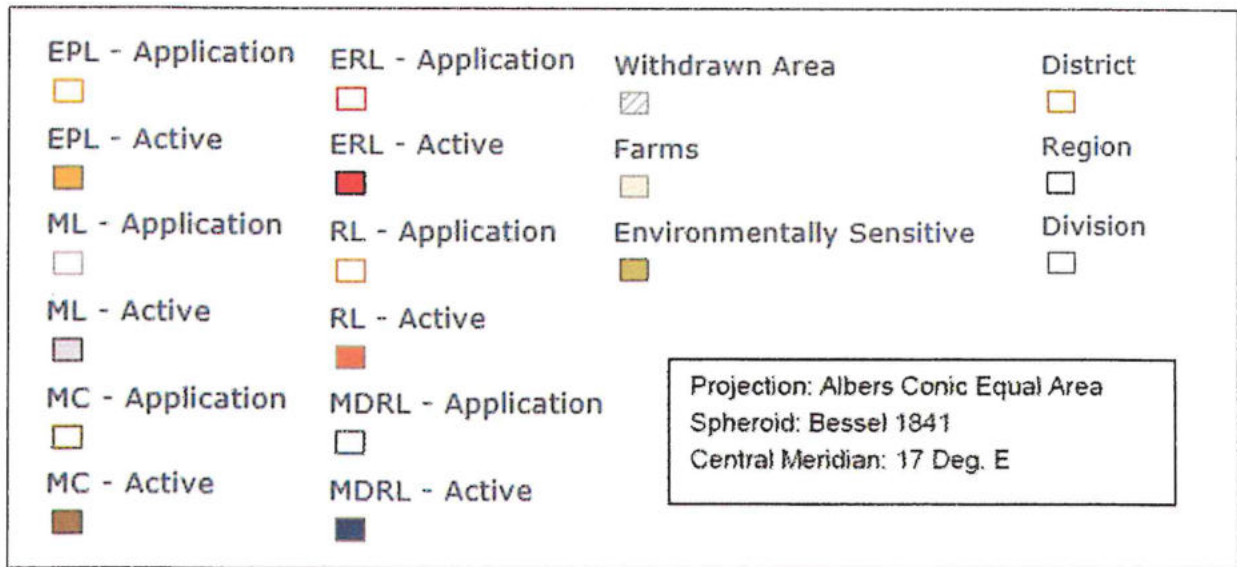 EPL - Application
EPL - Active
ML - Application
ML - Active
MC - Application
MC - Active
ERL - Application
ERL - Active
RL - Application
RL - Active
MDRL - Application
MDRL - Active
Withdrawn Area
Farms
Environmentally Sensitive
District
Region
Division
Projection: Albers Conic Equal Area
Spheroid: Bessel 1841
Central Meridian: 17 Deg. E